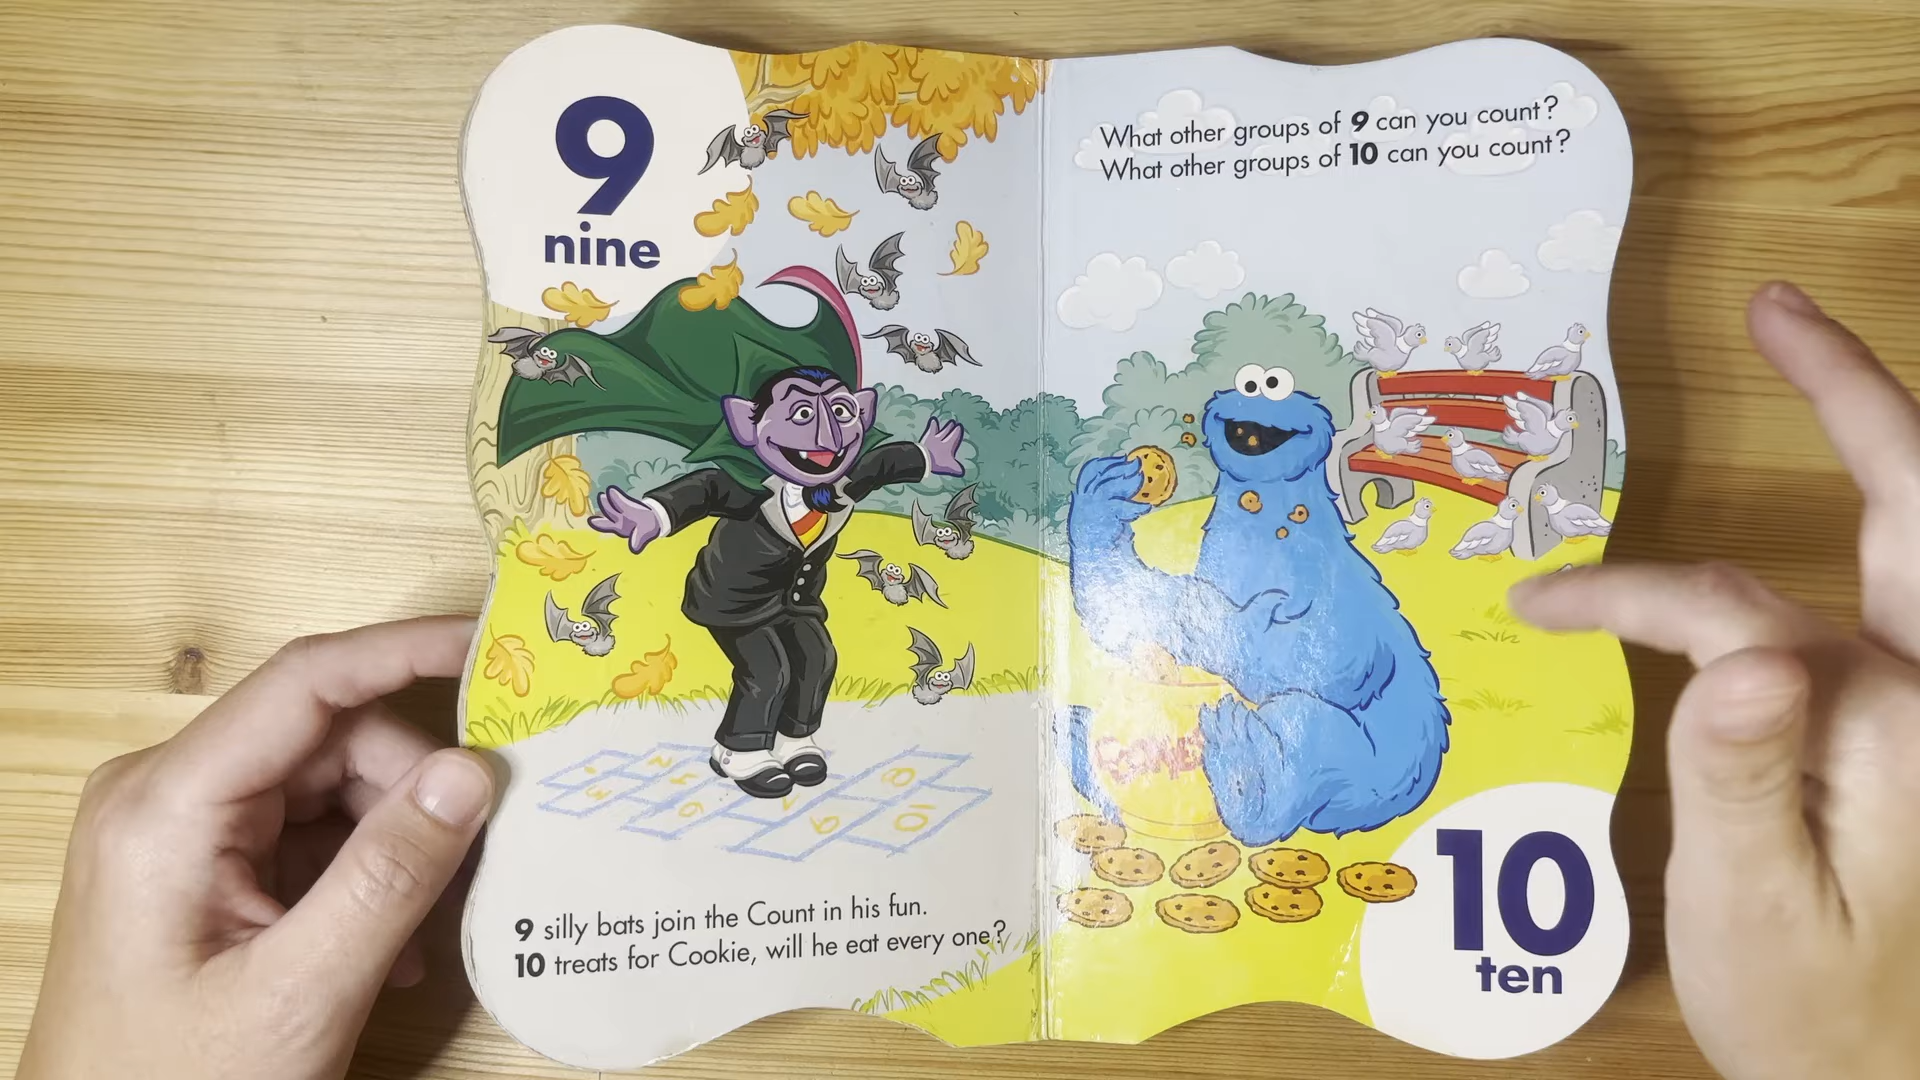 9
nine
What other groups of 9 can you count?
What other groups of 10 can you count?
9 silly bats join the Count in his fun.
10 treats for Cookie, will he eat every one?
10
ten